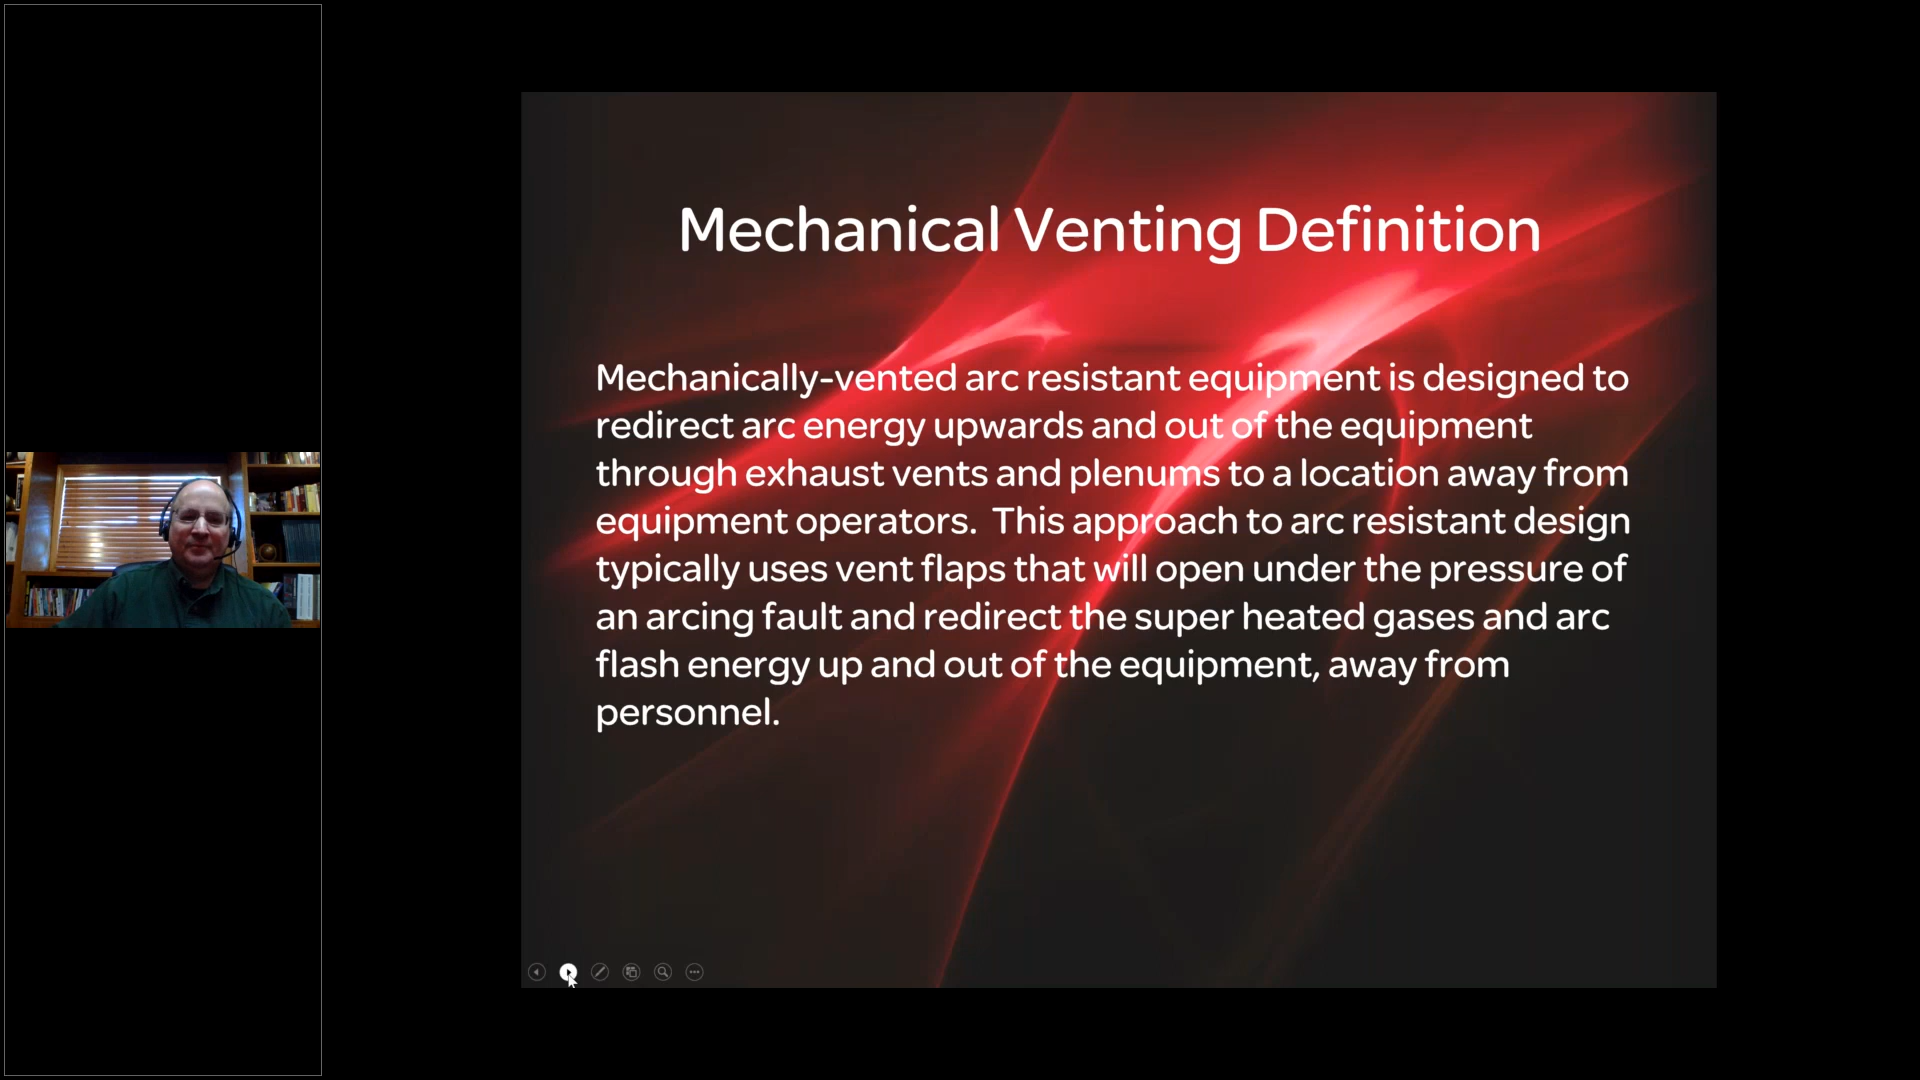 Mechanical Venting Definition
Mechanically-vented arc resistant equipment is designed to
redirect arc energy upwards and out of the equipment
through exhaust vents and plenums to a location away from
equipment operators.  This approach to arc resistant design
typically uses vent flaps that will open under the pressure of
an arcing fault and redirect the super heated gases and arc
flash energy up and out of the equipment, away from
personnel.